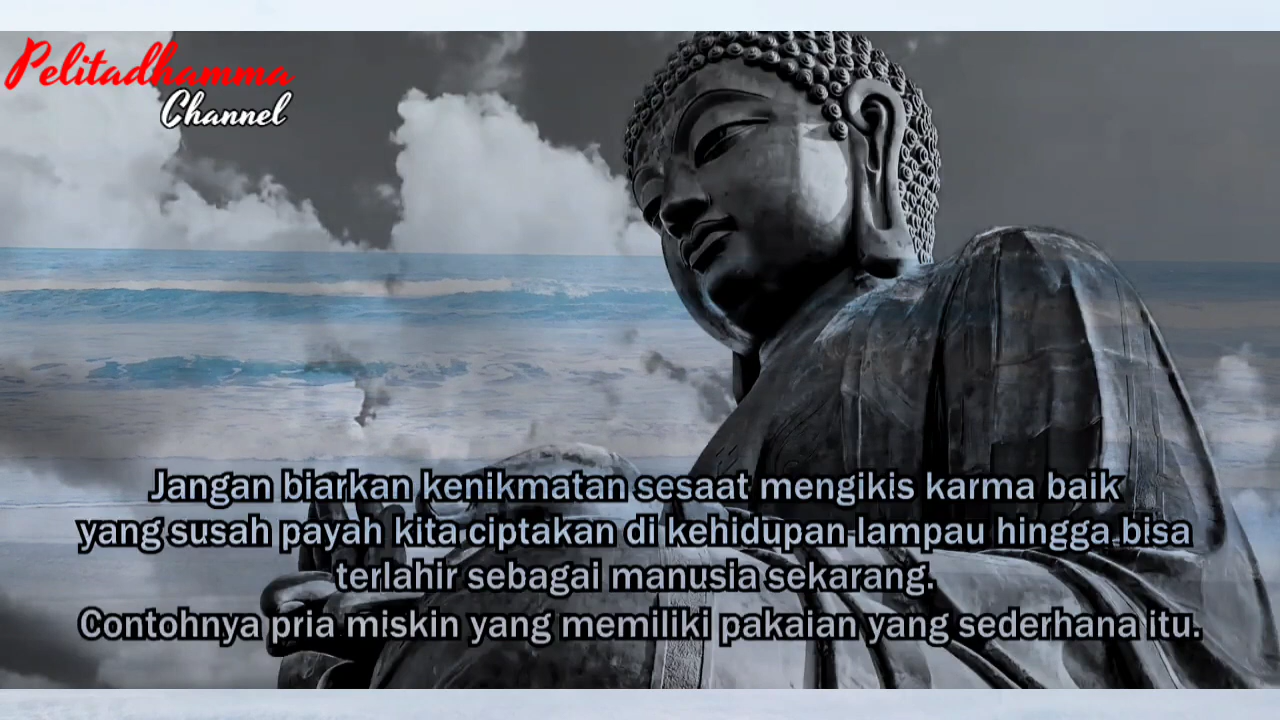 Pelitadhamma
Channel
Jangan biarkan kenikmatan sesaat mengikis karma baik
yang susah payah kita ciptakan di kehidupan lampau hingga bisa
terlahir sebagai manusia sekarang.
Contohnya pria miskin yang memiliki pakaian yang sederhana itu.